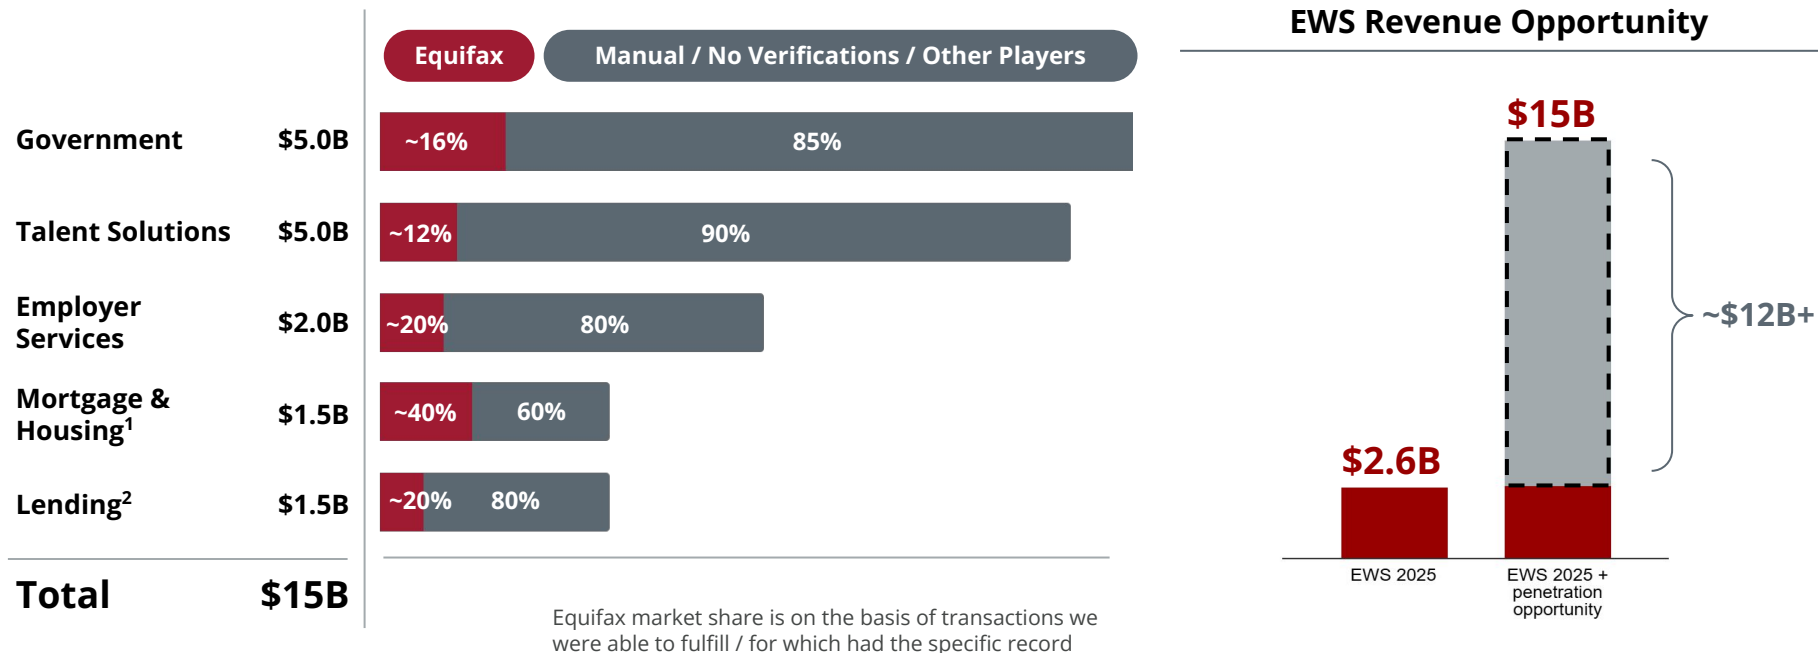 EWS Revenue Opportunity
Equifax
Manual / No Verifications / Other Players
Government $5.0B ~16% 85%
Talent Solutions $5.0B ~12% 90%
Employer
Services $2.0B ~20% 80%
Mortgage &
Housing1 $1.5B ~40% 60%
Lending2 $1.5B ~20% 80%
Total $15B
Equifax market share is on the basis of transactions we
were able to fulfill / for which had the specific record
$15B
~$12B+
$2.6B
EWS 2025
EWS 2025 +
penetration
opportunity